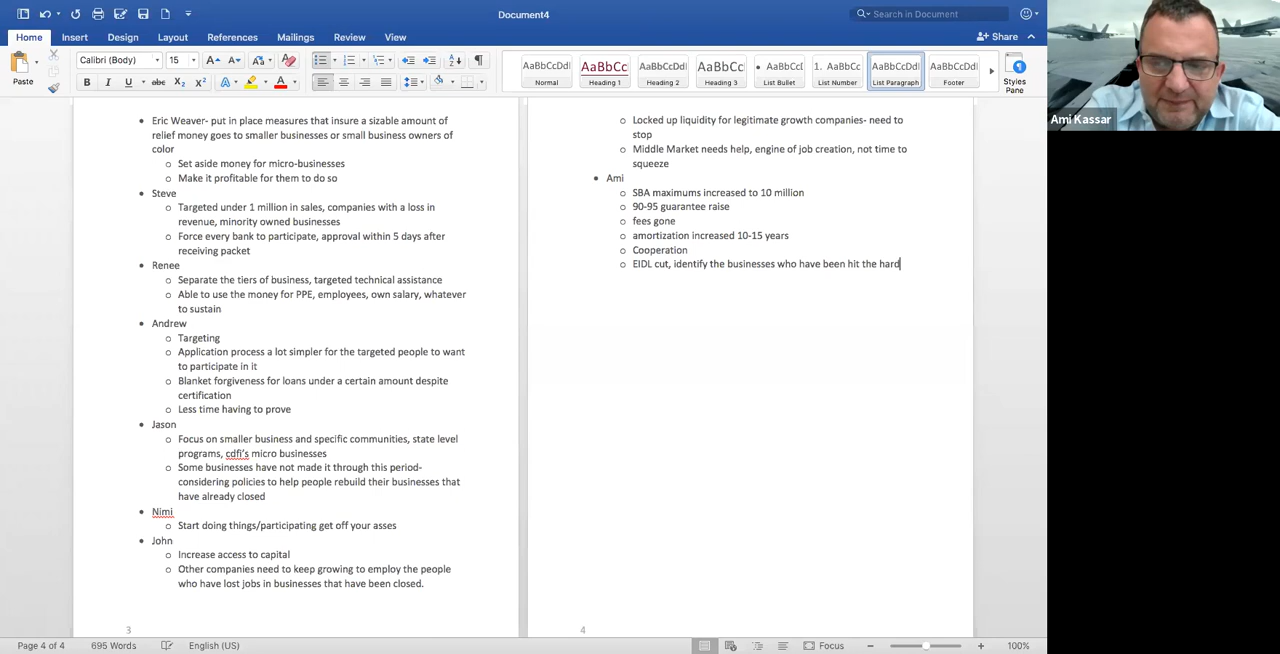 Document4
Search in Document
Home
Insert
Design
Layout
References
Mailings
Review
View
Share
Paste
Calibri (Body)
15
B I U abc X₂ X²
AaBbCcDdI
Normal
AaBbCc
Heading 1
AaBbCcDdI
Heading 2
AaBbCcDdI
Heading 3
• AaBbCcI
List Bullet
1. AaBbCcI
List Number
AaBbCcDdI
List Paragraph
AaBbCcDdI
Footer
Styles
Pane
Ami Kassar
• Eric Weaver- put in place measures that insure a sizable amount of
relief money goes to smaller businesses or small business owners of
color
o Set aside money for micro-businesses
o Make it profitable for them to do so
• Steve
o Targeted under 1 million in sales, companies with a loss in
revenue, minority owned businesses
o Force every bank to participate, approval within 5 days after
receiving packet
• Renee
o Separate the tiers of business, targeted technical assistance
o Able to use the money for PPE, employees, own salary, whatever
to sustain
• Andrew
o Targeting
o Application process a lot simpler for the targeted people to want
to participate in it
o Blanket forgiveness for loans under a certain amount despite
certification
o Less time having to prove
• Jason
o Focus on smaller business and specific communities, state level
programs, cdfi's micro businesses
o Some businesses have not made it through this period-
considering policies to help people rebuild their businesses that
have already closed
• Nimi
o Start doing things/participating get off your asses
• John
o Increase access to capital
o Other companies need to keep growing to employ the people
who have lost jobs in businesses that have been closed.
3
o Locked up liquidity for legitimate growth companies- need to
stop
o Middle Market needs help, engine of job creation, not time to
squeeze
• Ami
o SBA maximums increased to 10 million
o 90-95 guarantee raise
o fees gone
o amortization increased 10-15 years
o Cooperation
o EIDL cut, identify the businesses who have been hit the hard
4
Page 4 of 4
695 Words
English (US)
Focus
100%